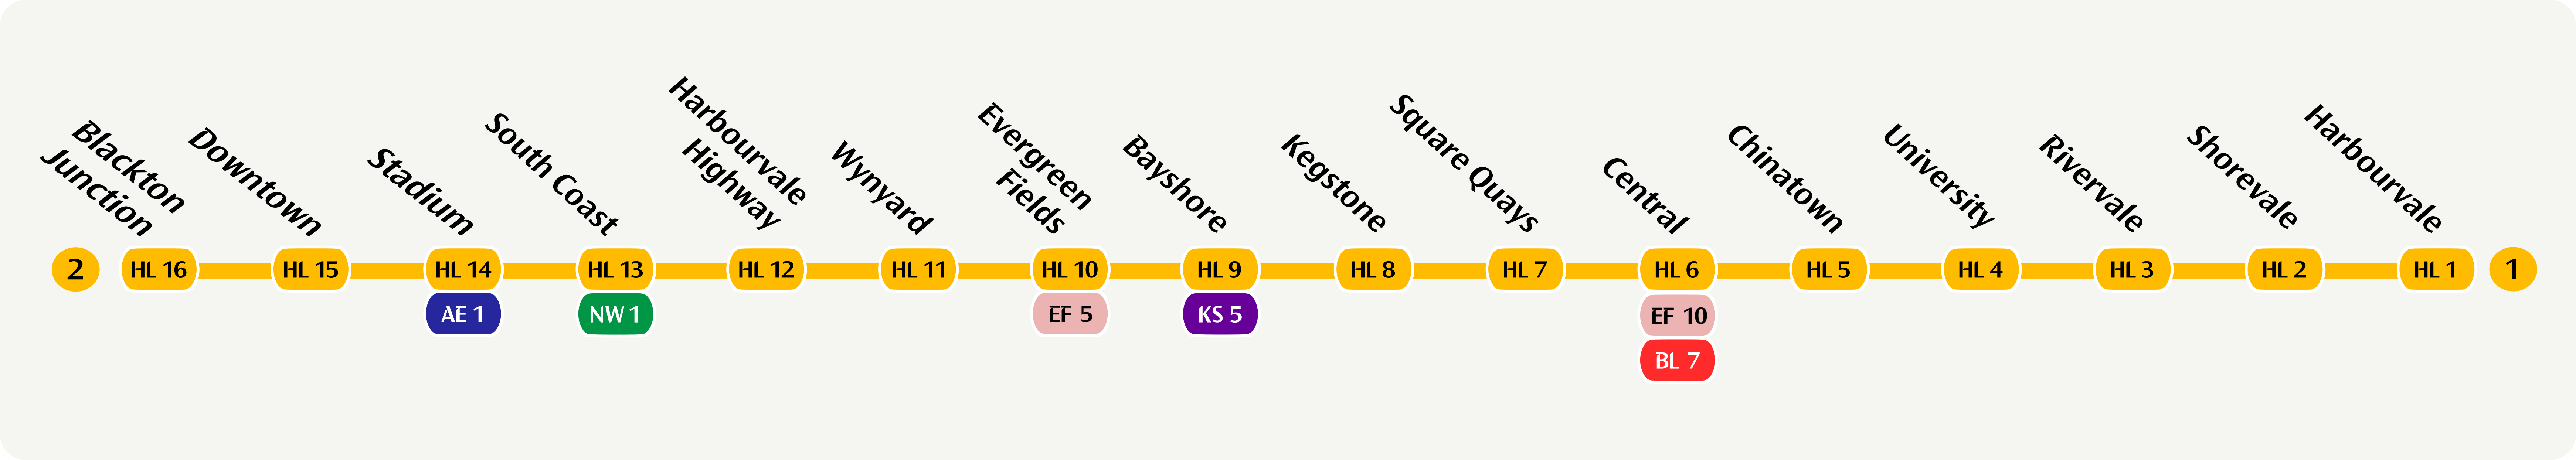 Blackton
Junction
Downtown
Stadium
South Coast
Harbourvale
Highway
Wynyard
Evergreen
Fields
Bayshore
Kegstone
Square Quays
Central
Chinatown
University
Rivervale
Shorevale
Harbourvale
2
HL 16
HL 15
HL 14
HL 13
HL 12
HL 11
HL 10
HL 9
HL 8
HL 7
HL 6
HL 5
HL 4
HL 3
HL 2
HL 1
1
AE 1
NW 1
EF 5
KS 5
EF 10
BL 7